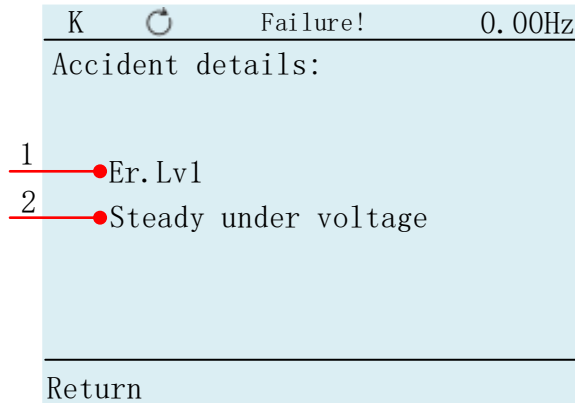 K Failure! 0.00Hz
Accident details:
1
Er.Lv1
2
Steady under voltage
Return